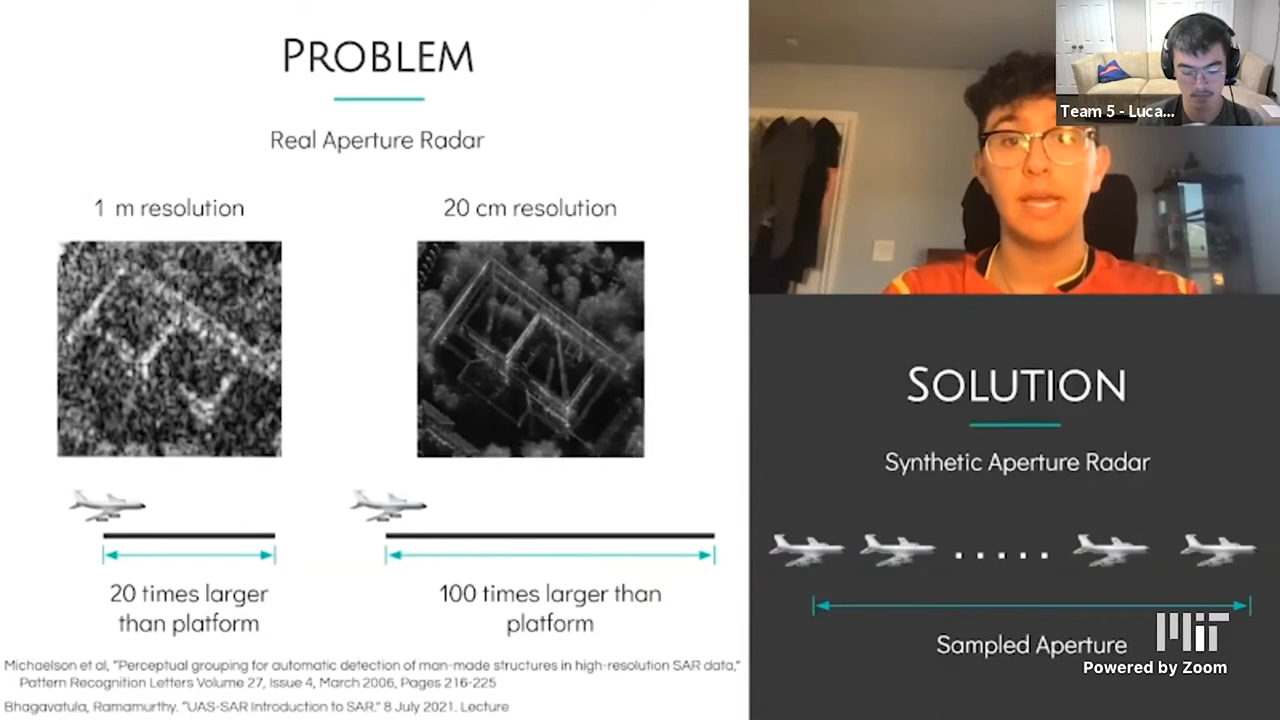 PROBLEM
Real Aperture Radar
1 m resolution
20 cm resolution
20 times larger
than platform
100 times larger than
platform
Michaelson et al, "Perceptual grouping for automatic detection of man-made structures in high-resolution SAR data,"
Pattern Recognition Letters Volume 27, Issue 4, March 2006, Pages 216-225
Bhagavatula, Ramamurthy. "UAS-SAR Introduction to SAR." 8 July 2021. Lecture
Team 5 - Luca...
SOLUTION
Synthetic Aperture Radar
.....
Sampled Aperture
MIT
Powered by Zoom